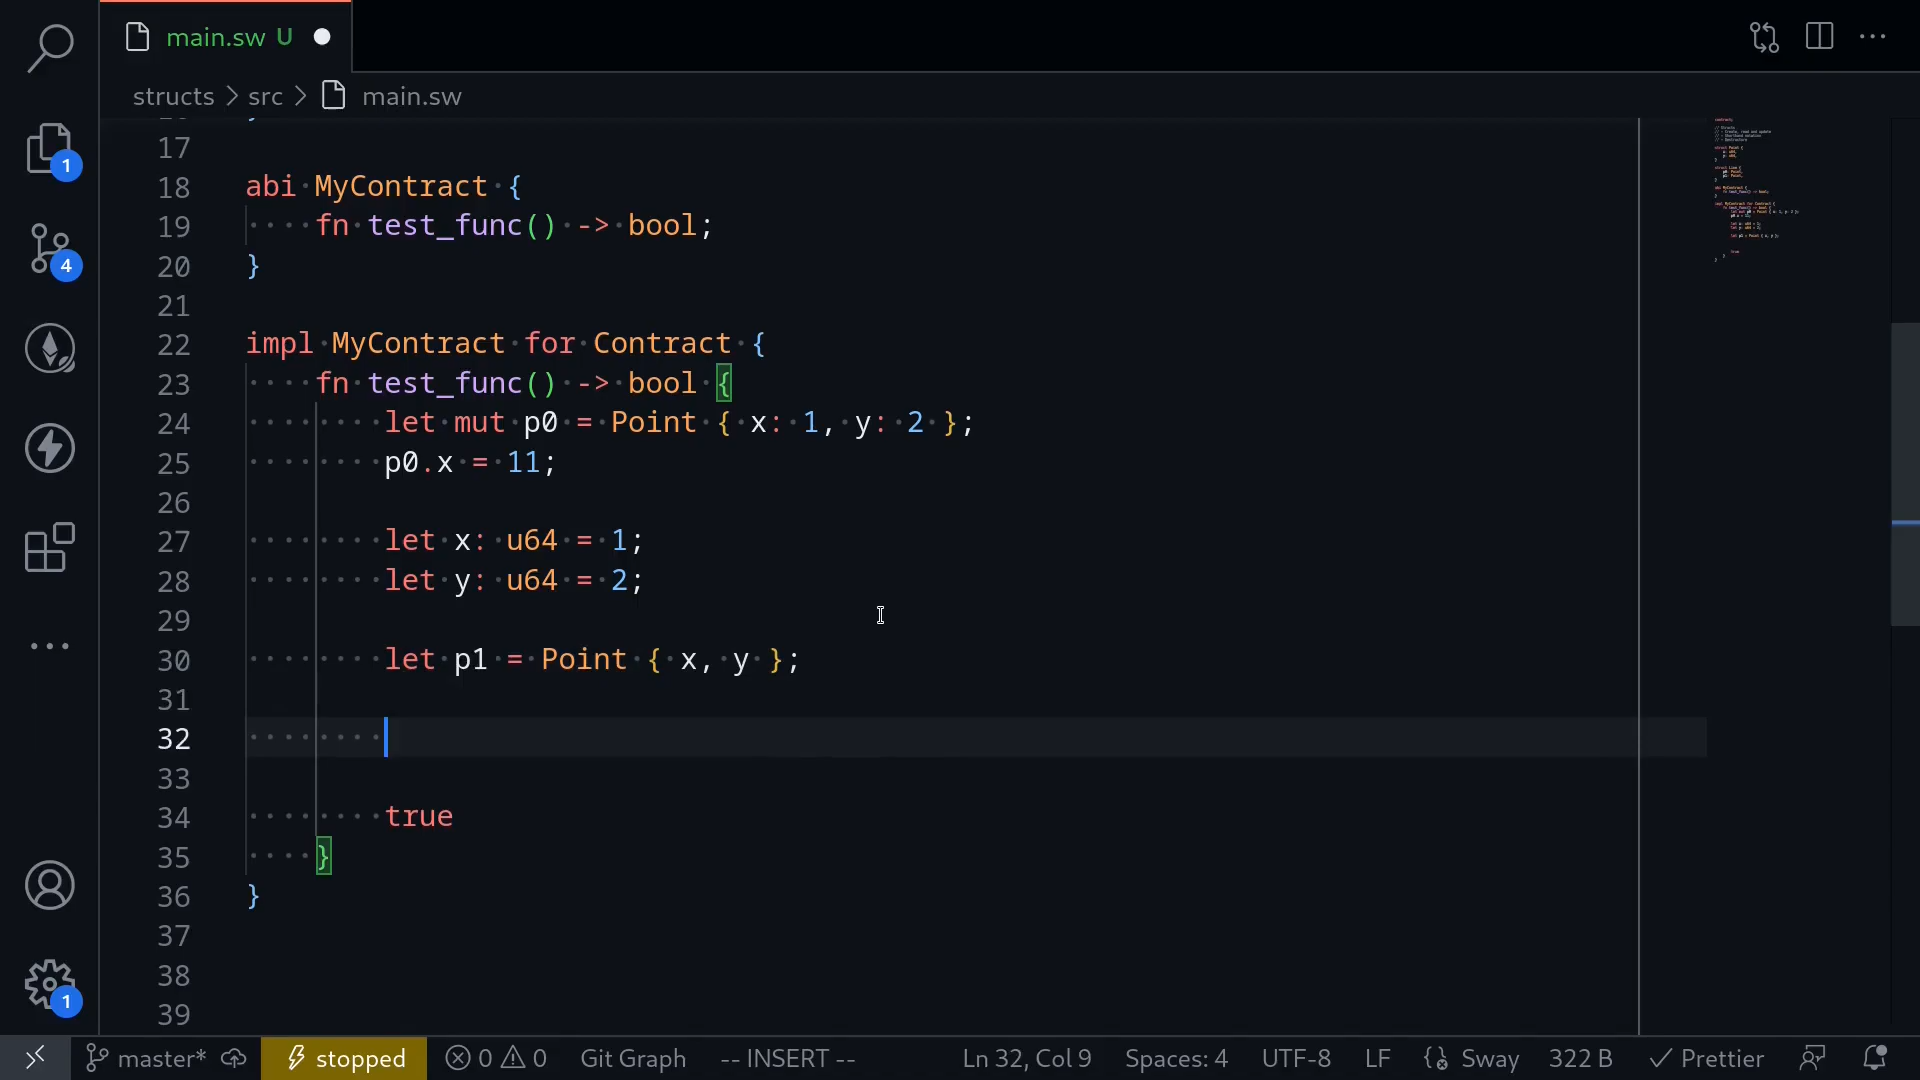 main.sw U
structs > src > main.sw
17
18 abi MyContract {
19     fn test_func() -> bool;
20 }
21
22 impl MyContract for Contract {
23     fn test_func() -> bool {
24         let mut p0 = Point { x: 1, y: 2 };
25         p0.x = 11;
26
27         let x: u64 = 1;
28         let y: u64 = 2;
29
30         let p1 = Point { x, y };
31
32
33
34         true
35     }
36 }
37
38
39
1
4
1
master* stopped 0 0 Git Graph -- INSERT -- Ln 32, Col 9 Spaces: 4 UTF-8 LF Sway 322 B Prettier